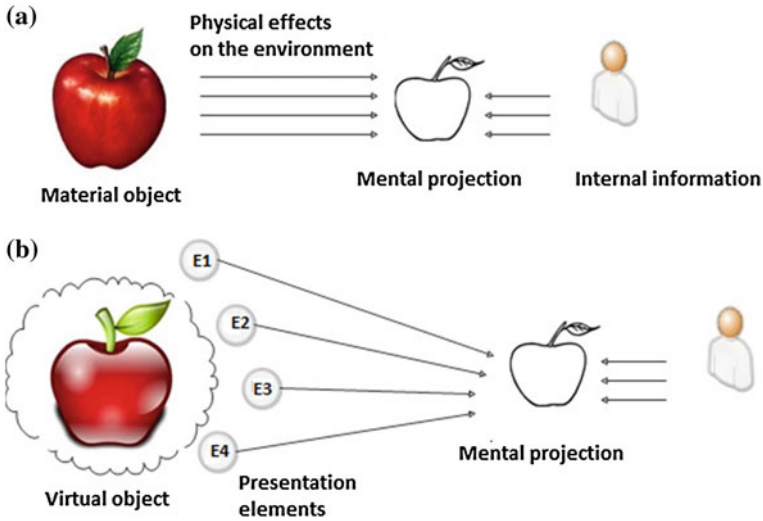 (a)
Physical effects
on the environment
Material object
Mental projection
Internal information
(b)
E1
E2
E3
E4
Virtual object
Presentation
elements
Mental projection